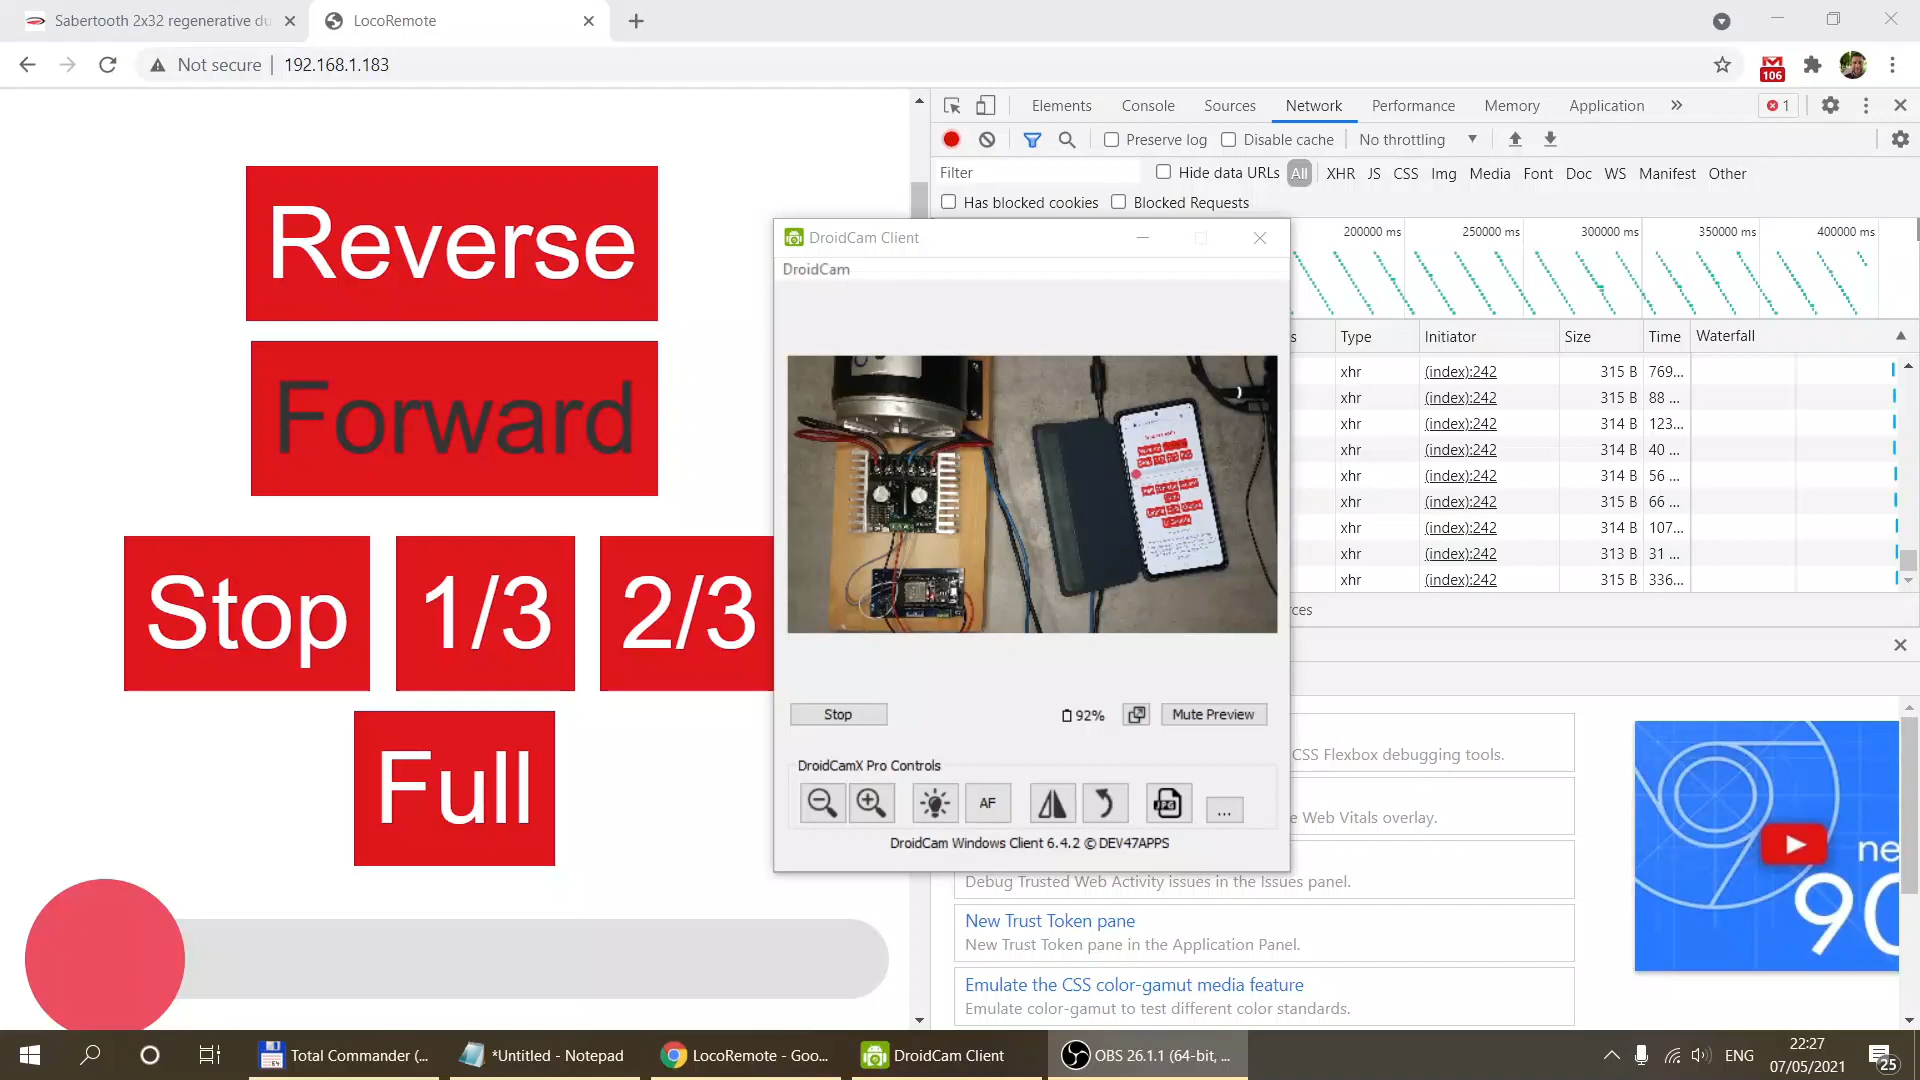 Sabertooth 2x32 regenerative du
LocoRemote
Not secure
192.168.1.183
106
Reverse
Forward
Stop 1/3 2/3
Full
Elements Console Sources Network Performance Memory Application
1
Preserve log Disable cache No throttling
Filter Hide data URLs All XHR JS CSS Img Media Font Doc WS Manifest Other
Has blocked cookies Blocked Requests
200000 ms 250000 ms 300000 ms 350000 ms 400000 ms
s Type Initiator Size Time Waterfall
xhr (index):242 315 B 769...
xhr (index):242 315 B 88 ...
xhr (index):242 314 B 123...
xhr (index):242 314 B 40 ...
xhr (index):242 314 B 56 ...
xhr (index):242 315 B 66 ...
xhr (index):242 314 B 107...
xhr (index):242 313 B 31 ...
xhr (index):242 315 B 336...
rces
DroidCam Client
DroidCam
Stop 92% Mute Preview
DroidCamX Pro Controls
AF JPG ...
DroidCam Windows Client 6.4.2 © DEV47APPS
CSS Flexbox debugging tools.
e Web Vitals overlay.
Debug Trusted Web Activity issues in the Issues panel.
New Trust Token pane
New Trust Token pane in the Application Panel.
Emulate the CSS color-gamut media feature
Emulate color-gamut to test different color standards.
ne
90
Total Commander (...
*Untitled - Notepad
LocoRemote - Goo...
DroidCam Client
OBS 26.1.1 (64-bit, ...
ENG
22:27
07/05/2021
25